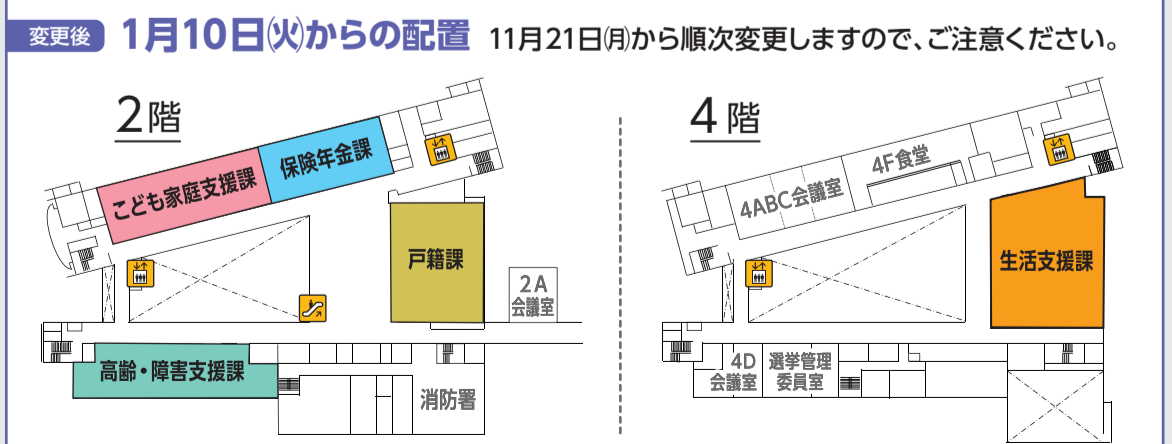 変更後 1月10日㈫からの配置 11月21日㈪から順次変更しますので、ご注意ください。
2階
こども家庭支援課
保険年金課
戸籍課
2A
会議室
高齢・障害支援課
消防署
4階
4ABC会議室
4F食堂
生活支援課
4D
会議室
選挙管理
委員室